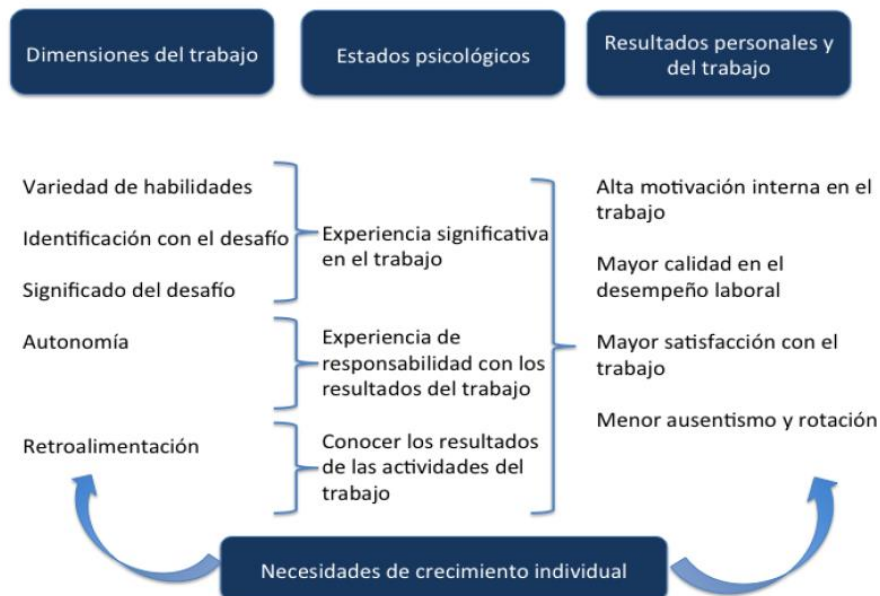 Dimensiones del trabajo
Estados psicológicos
Resultados personales y
del trabajo
Variedad de habilidades
Identificación con el desafío
Significado del desafío
Autonomía
Retroalimentación
Experiencia significativa
en el trabajo
Experiencia de
responsabilidad con los
resultados del trabajo
Conocer los resultados
de las actividades del
trabajo
Alta motivación interna en el
trabajo
Mayor calidad en el
desempeño laboral
Mayor satisfacción con el
trabajo
Menor ausentismo y rotación
Necesidades de crecimiento individual